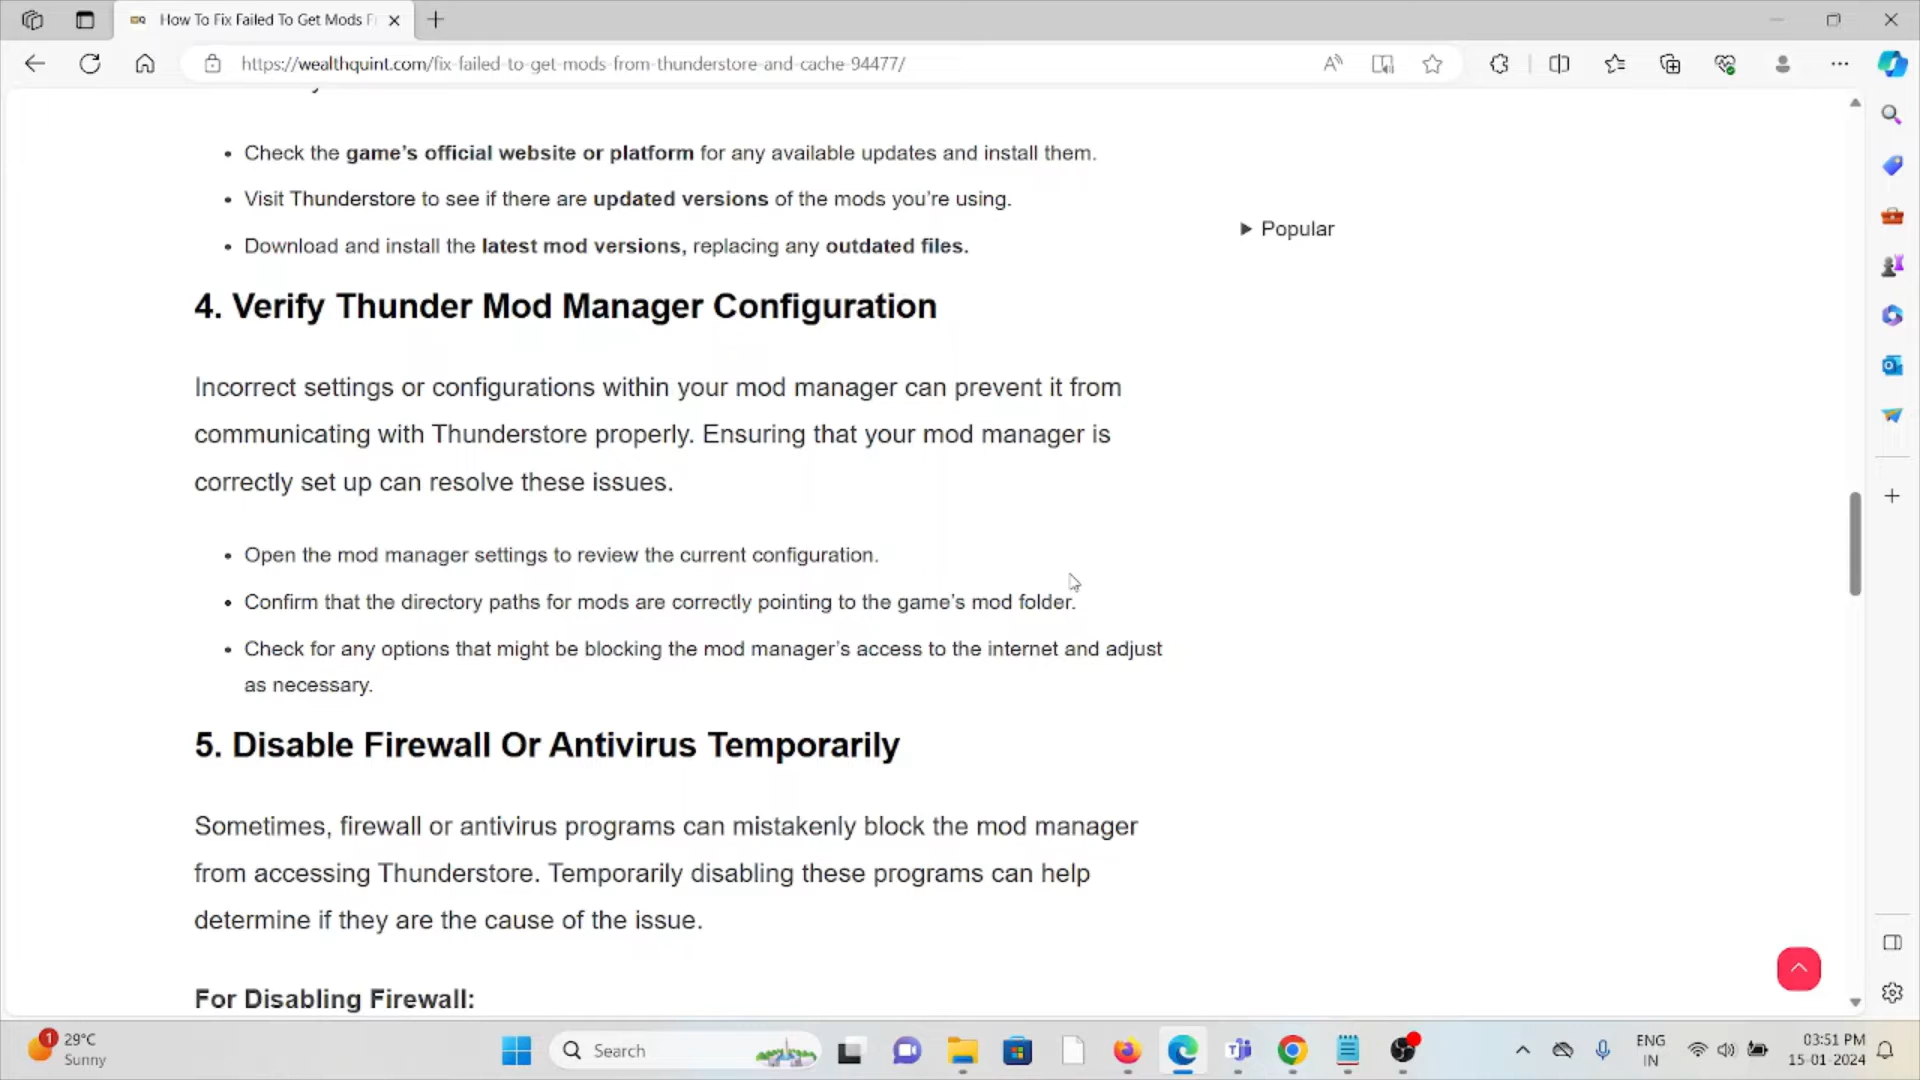 How To Fix Failed To Get Mods F
https://wealthquint.com/fix-failed-to-get-mods-from-thunderstore-and-cache-94477/
• Check the game's official website or platform for any available updates and install them.
• Visit Thunderstore to see if there are updated versions of the mods you're using.
Popular
• Download and install the latest mod versions, replacing any outdated files.
4. Verify Thunder Mod Manager Configuration
Incorrect settings or configurations within your mod manager can prevent it from
communicating with Thunderstore properly. Ensuring that your mod manager is
correctly set up can resolve these issues.
• Open the mod manager settings to review the current configuration.
• Confirm that the directory paths for mods are correctly pointing to the game's mod folder.
• Check for any options that might be blocking the mod manager's access to the internet and adjust
as necessary.
5. Disable Firewall Or Antivirus Temporarily
Sometimes, firewall or antivirus programs can mistakenly block the mod manager
from accessing Thunderstore. Temporarily disabling these programs can help
determine if they are the cause of the issue.
For Disabling Firewall:
1
29°C
Sunny
Search
ENG
IN
03:51 PM
15-01-2024